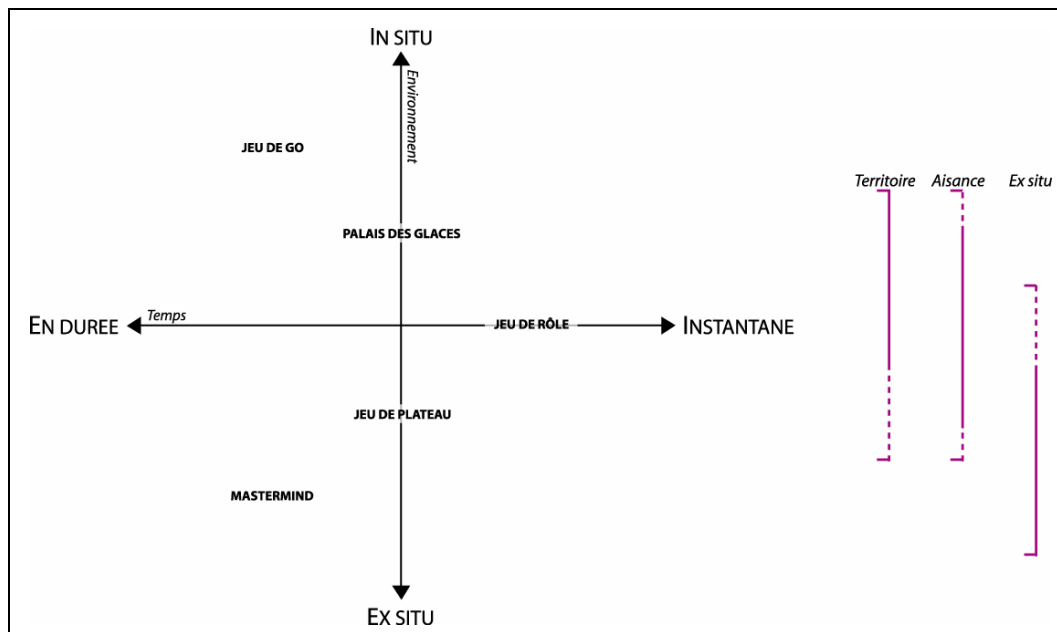 IN SITU
Environnement
JEU DE GO
Territoire Aisance Ex situ
PALAIS DES GLACES
EN DUREE Temps JEU DE RÔLE INSTANTANE
JEU DE PLATEAU
MASTERMIND
EX SITU